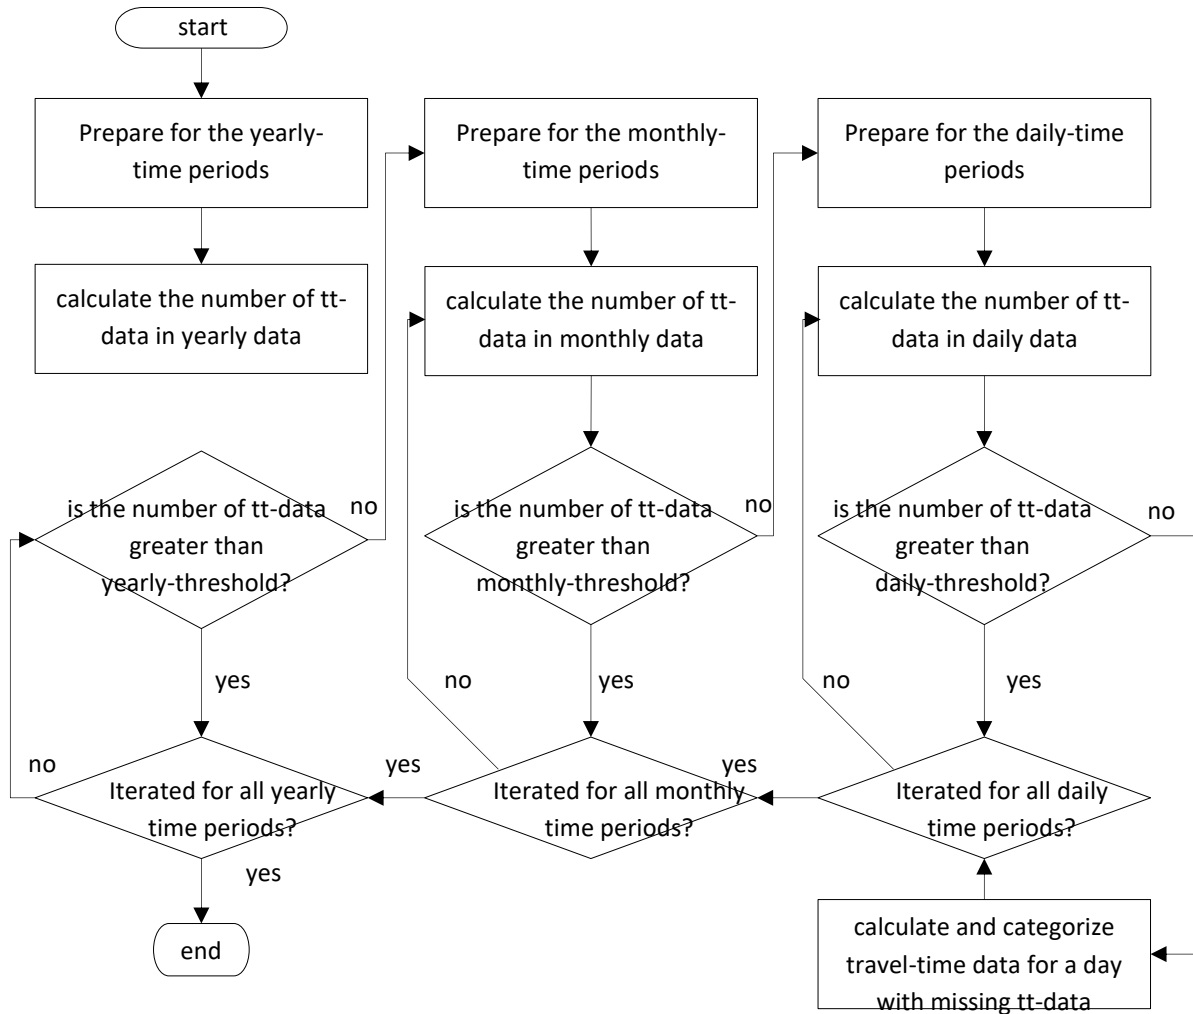 start
Prepare for the yearly-
time periods
calculate the number of tt-
data in yearly data
is the number of tt-data
greater than
yearly-threshold?
no
yes
Iterated for all yearly
time periods?
no
yes
end
Prepare for the monthly-
time periods
calculate the number of tt-
data in monthly data
is the number of tt-data
greater than
monthly-threshold?
no
yes
no
Iterated for all monthly
time periods?
yes
Prepare for the daily-time
periods
calculate the number of tt-
data in daily data
is the number of tt-data
greater than
daily-threshold?
no
yes
no
Iterated for all daily
time periods?
yes
calculate and categorize
travel-time data for a day
with missing tt-data